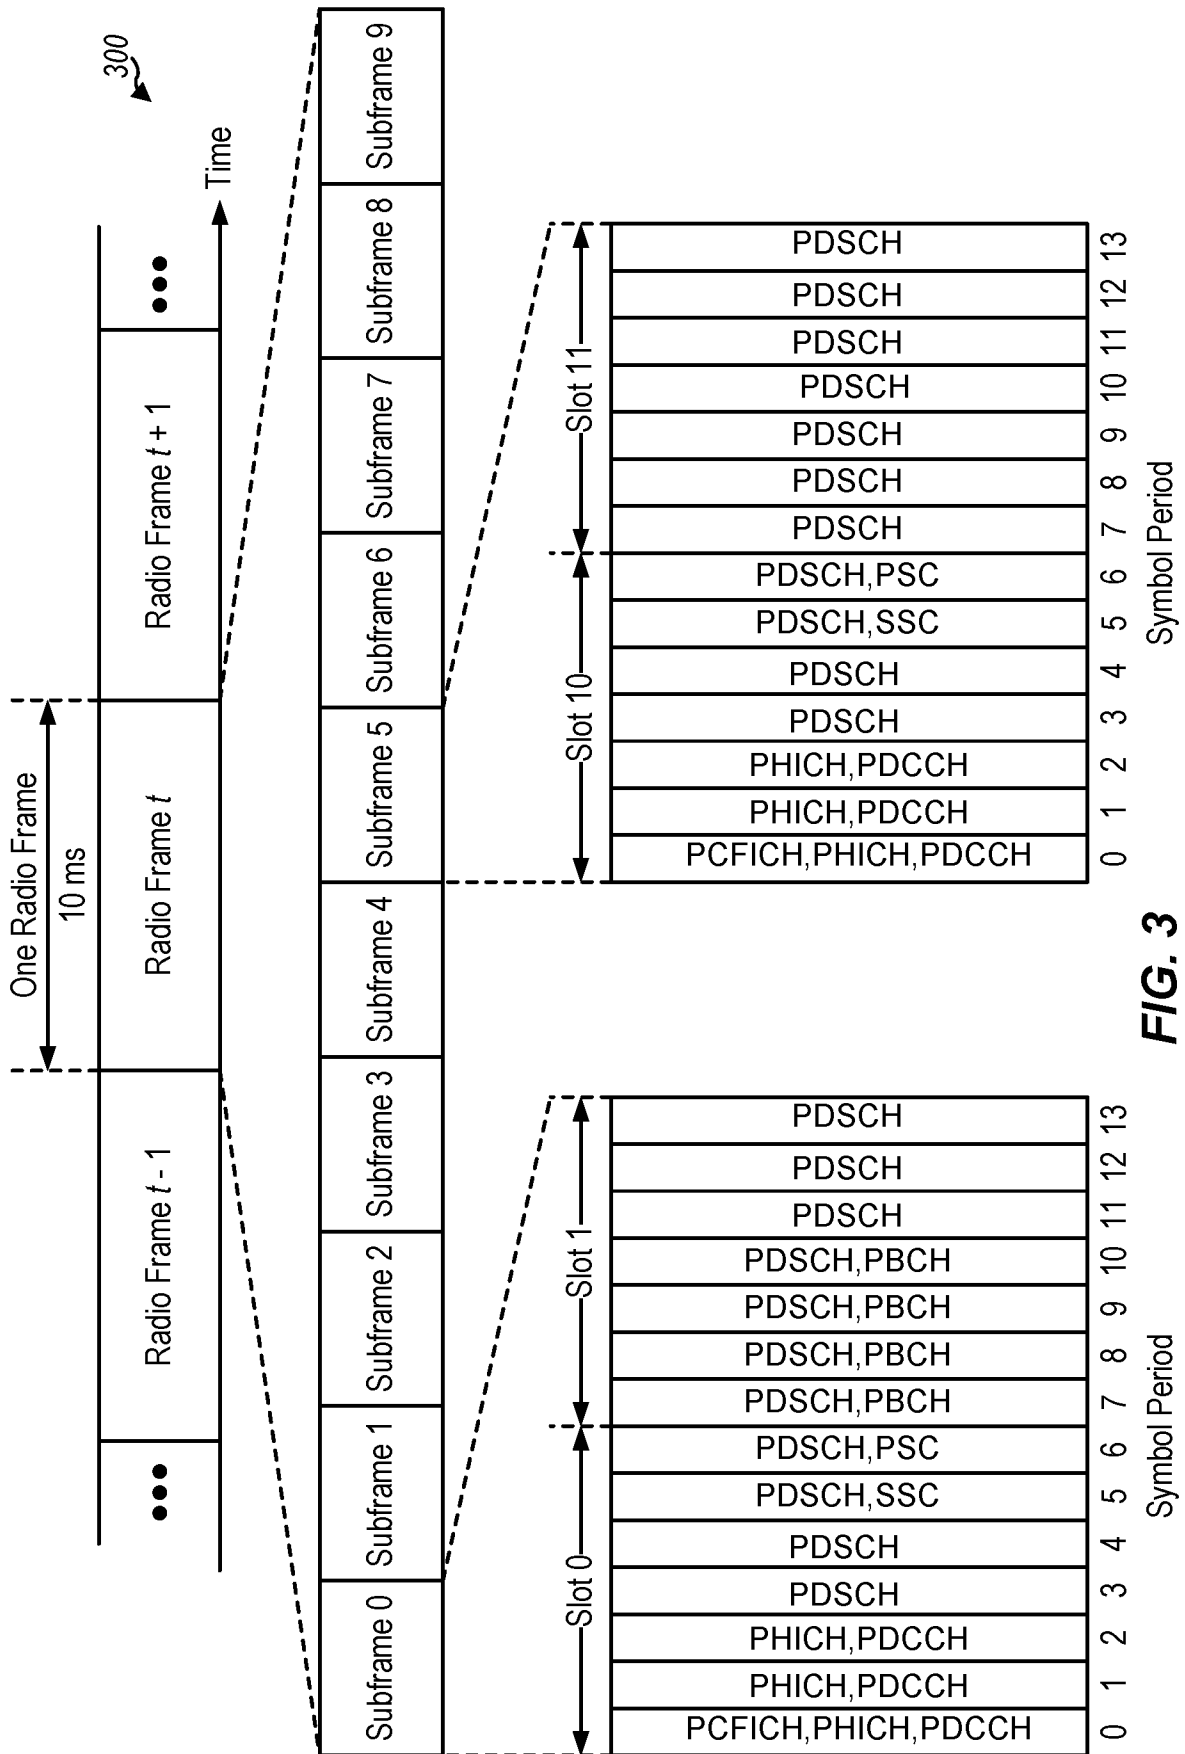 300
One Radio Frame
10 ms
Radio Frame t - 1
Radio Frame t
Radio Frame t + 1
Time
Subframe 0
Subframe 1
Subframe 2
Subframe 3
Subframe 4
Subframe 5
Subframe 6
Subframe 7
Subframe 8
Subframe 9
Slot 0
Slot 1
PCFICH,PHICH,PDCCH
PHICH,PDCCH
PHICH,PDCCH
PDSCH
PDSCH
PDSCH,SSC
PDSCH,PSC
PDSCH,PBCH
PDSCH,PBCH
PDSCH,PBCH
PDSCH,PBCH
PDSCH
PDSCH
PDSCH
0 1 2 3 4 5 6 7 8 9 10 11 12 13
Symbol Period
Slot 10
Slot 11
PCFICH,PHICH,PDCCH
PHICH,PDCCH
PHICH,PDCCH
PDSCH
PDSCH
PDSCH,SSC
PDSCH,PSC
PDSCH
PDSCH
PDSCH
PDSCH
PDSCH
PDSCH
PDSCH
0 1 2 3 4 5 6 7 8 9 10 11 12 13
Symbol Period
FIG. 3